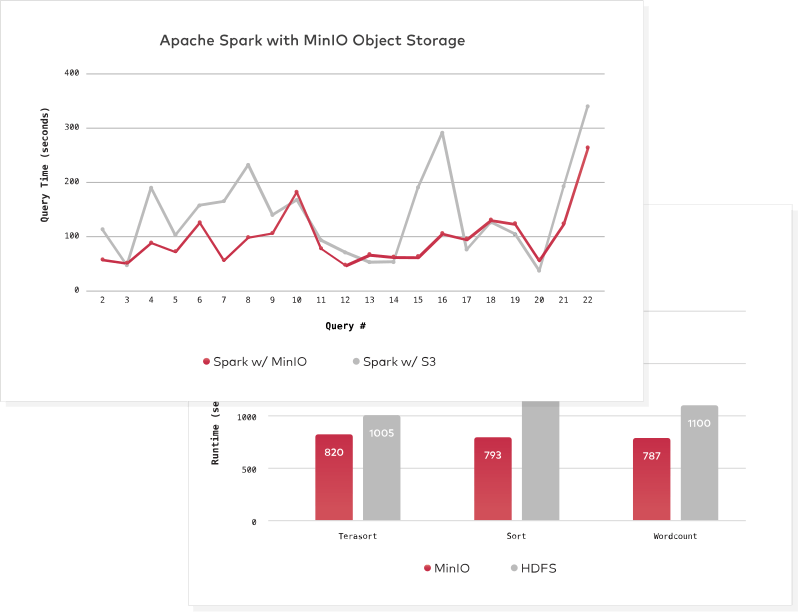 Apache Spark with MinIO Object Storage
Query Time (seconds)
400
300
200
100
0
2 3 4 5 6 7 8 9 10 11 12 13 14 15 16 17 18 19 20 21 22
Query #
Spark w/ MinIO Spark w/ S3
Runtime (se
1000
500
0
820 1005 793 787 1100
Terasort Sort Wordcount
MinIO HDFS